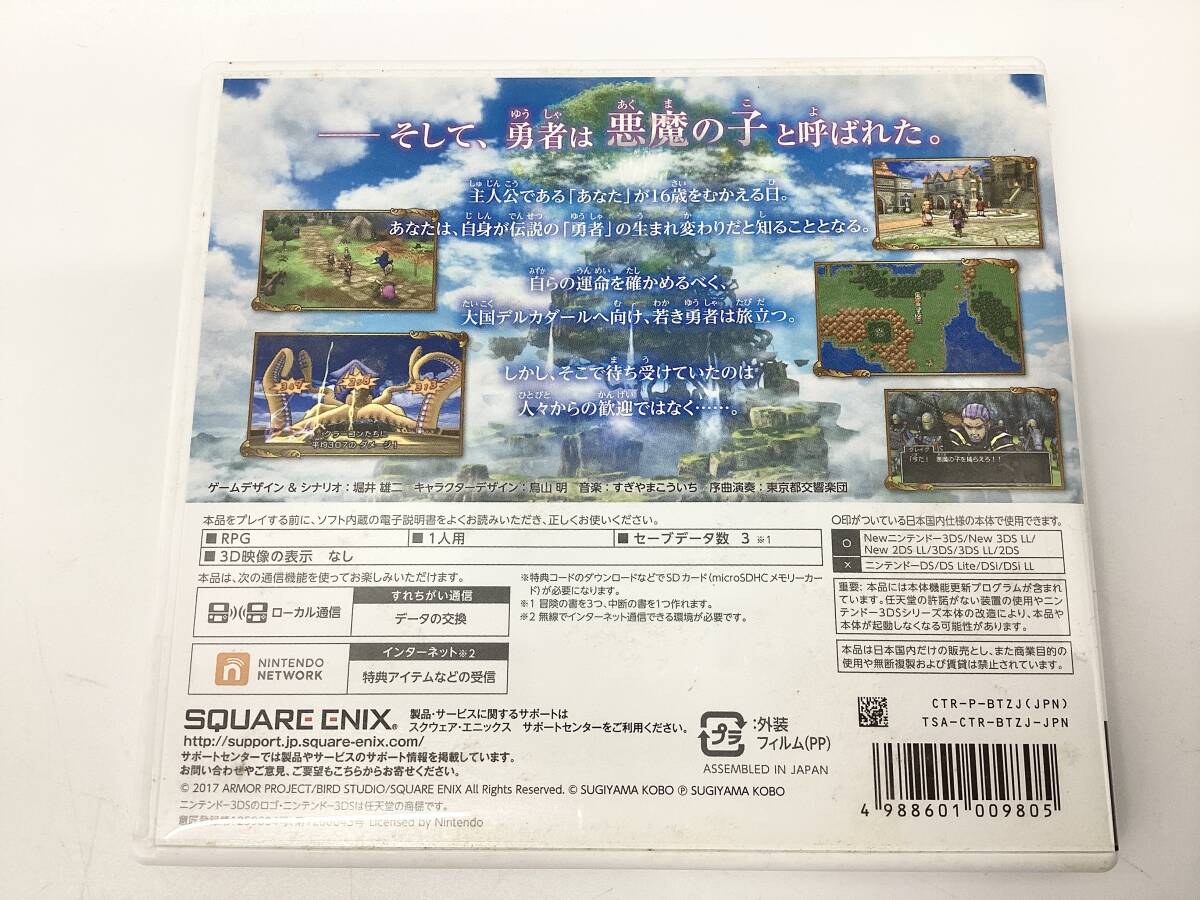 ── そして、勇者は悪魔の子と呼ばれた。
主人公である「あなた」が16歳をむかえる日。
あなたは、自身が伝説の「勇者」の生まれ変わりだと知ることとなる。
自らの運命を確かめるべく、
大国デルカダールへ向け、若き勇者は旅立つ。
しかし、そこで待ち受けていたのは
人々からの歓迎ではなく……。
クラーゴンたちに
平均307の ダメージ!
グレイグ
「今だ! 悪魔の子を捕らえろ!!
ゲームデザイン & シナリオ:堀井 雄二 キャラクターデザイン:鳥山 明 音楽:すぎやまこういち 序曲演奏:東京都交響楽団
本品をプレイする前に、ソフト内蔵の電子説明書をよくお読みいただき、正しくお使いください。
■ RPG
■ 1人用
■ セーブデータ数 3 ※1
■ 3D映像の表示 なし
本品は、次の通信機能を使ってお楽しみいただけます。
ローカル通信
すれちがい通信
データの交換
NINTENDO
NETWORK
インターネット※2
特典アイテムなどの受信
※特典コードのダウンロードなどでSDカード(microSDHCメモリーカー
ド)が必要になります。
※1 冒険の書を3つ、中断の書を1つ作れます。
※2 無線でインターネット通信できる環境が必要です。
○印がついている日本国内仕様の本体で使用できます。
○ Newニンテンドー3DS/New 3DS LL/
New 2DS LL/3DS/3DS LL/2DS
× ニンテンドーDS/DS Lite/DSi/DSi LL
重要: 本品には本体機能更新プログラムが含まれ
ています。任天堂の許諾がない装置の使用やニン
テンドー3DSシリーズ本体の改造により、本品や
本体が起動しなくなる可能性があります。
本品は日本国内だけの販売とし、また商業目的の
使用や無断複製および賃貸は禁止されています。
SQUARE ENIX®
製品・サービスに関するサポートは
スクウェア・エニックス サポートセンターをご利用ください。
http://support.jp.square-enix.com/
サポートセンターでは製品やサービスのサポート情報を掲載しています。
お問い合わせやご意見、ご要望もこちらからお寄せください。
© 2017 ARMOR PROJECT/BIRD STUDIO/SQUARE ENIX All Rights Reserved. © SUGIYAMA KOBO ℗ SUGIYAMA KOBO
ニンテンドー3DSのロゴ・ニンテンドー3DSは任天堂の商標です。
Licensed by Nintendo
プラ
:外装
フィルム(PP)
ASSEMBLED IN JAPAN
CTR-P-BTZJ(JPN)
TSA-CTR-BTZJ-JPN
4 988601 009805